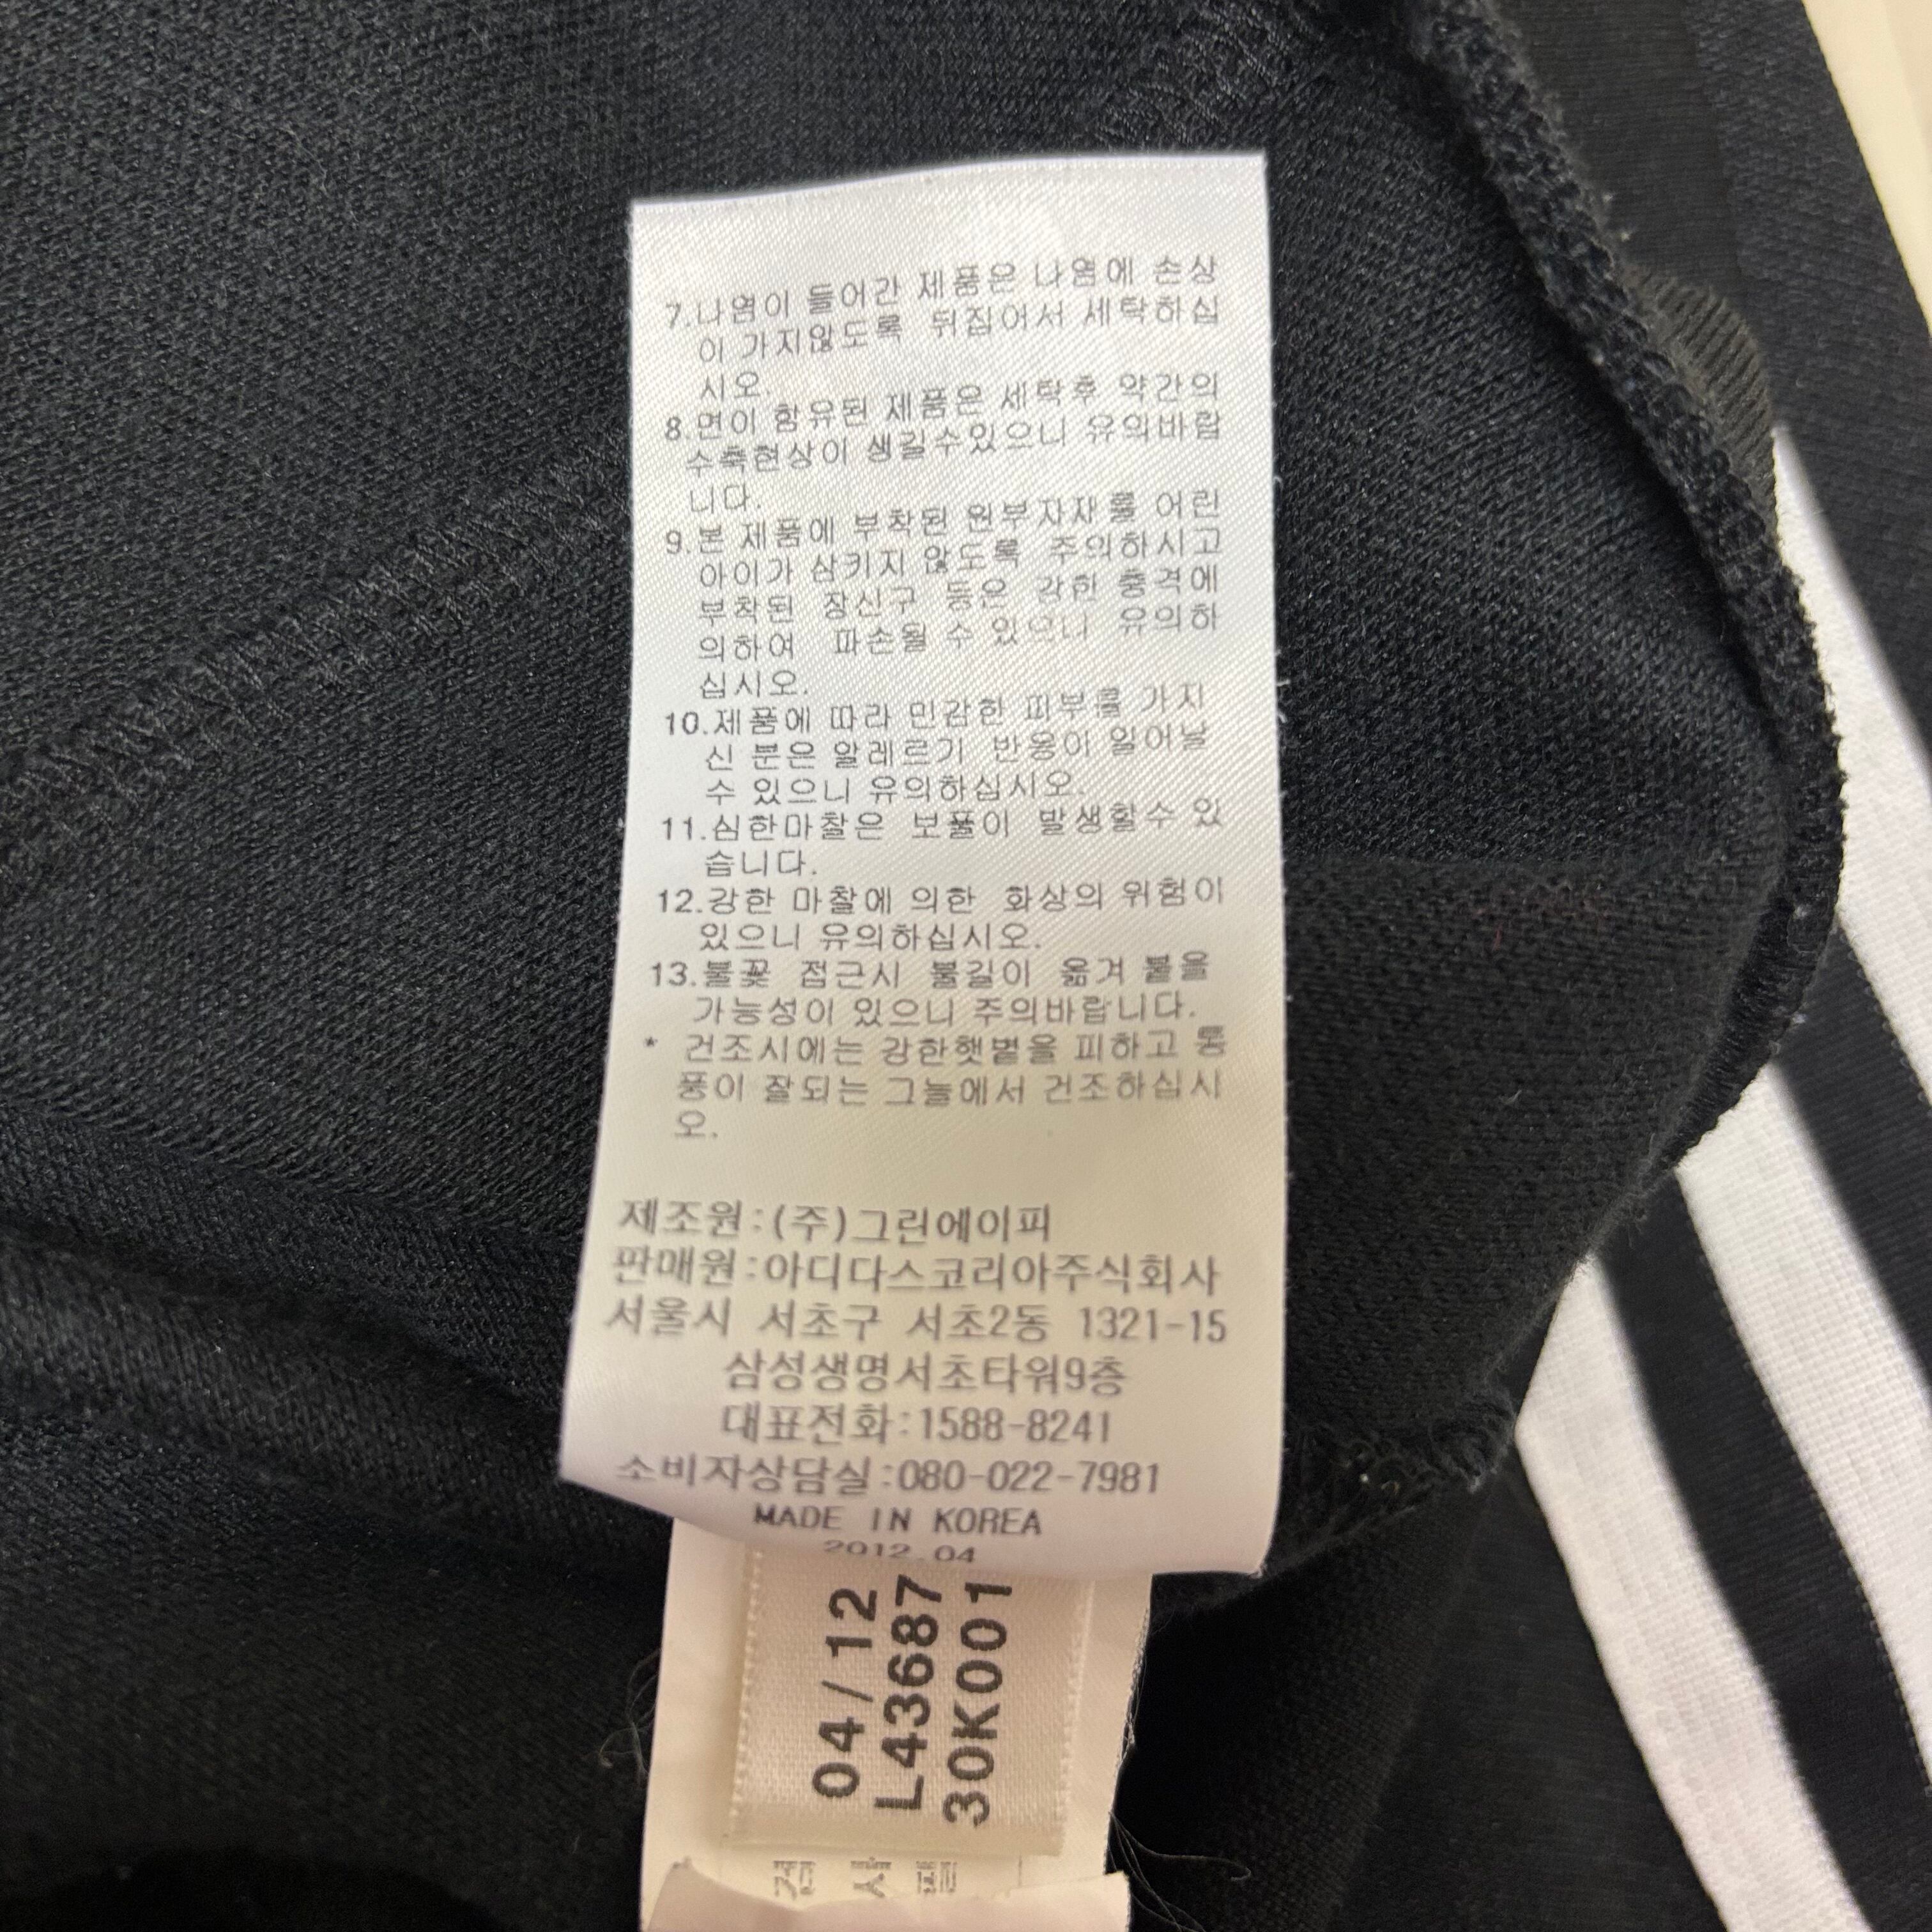 7.나염이 들어간 제품은 나염에 손상
이 가지않도록 뒤집어서 세탁하십
시오.
8.면이 함유된 제품은 세탁후 약간의
수축현상이 생길수있으니 유의바랍
니다.
9.본 제품에 부착된 원부자재를 어린
아이가 삼키지 않도록 주의하시고
부착된 장신구 등은 강한 충격에
의하여 파손될 수 있으니 유의하
십시오.
10.제품에 따라 민감한 피부를 가지
신 분은 알레르기 반응이 일어날
수 있으니 유의하십시오.
11.심한마찰은 보풀이 발생할수 있
습니다.
12.강한 마찰에 의한 화상의 위험이
있으니 유의하십시오.
13.불꽃 접근시 불길이 옮겨 붙을
가능성이 있으니 주의바랍니다.
* 건조시에는 강한햇볕을 피하고 통
풍이 잘되는 그늘에서 건조하십시
오.
제조원:(주)그린에이피
판매원:아디다스코리아주식회사
서울시 서초구 서초2동 1321-15
삼성생명서초타워9층
대표전화:1588-8241
소비자상담실:080-022-7981
MADE IN KOREA
2012.04
04/12
L43687
30K001
검
사
필